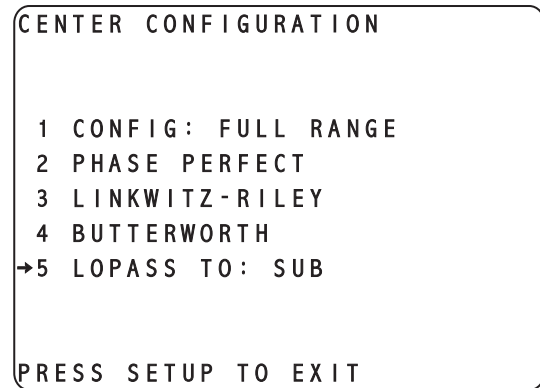 CENTER CONFIGURATION
1 CONFIG: FULL RANGE
2 PHASE PERFECT
3 LINKWITZ-RILEY
4 BUTTERWORTH
→5 LOPASS TO: SUB
PRESS SETUP TO EXIT